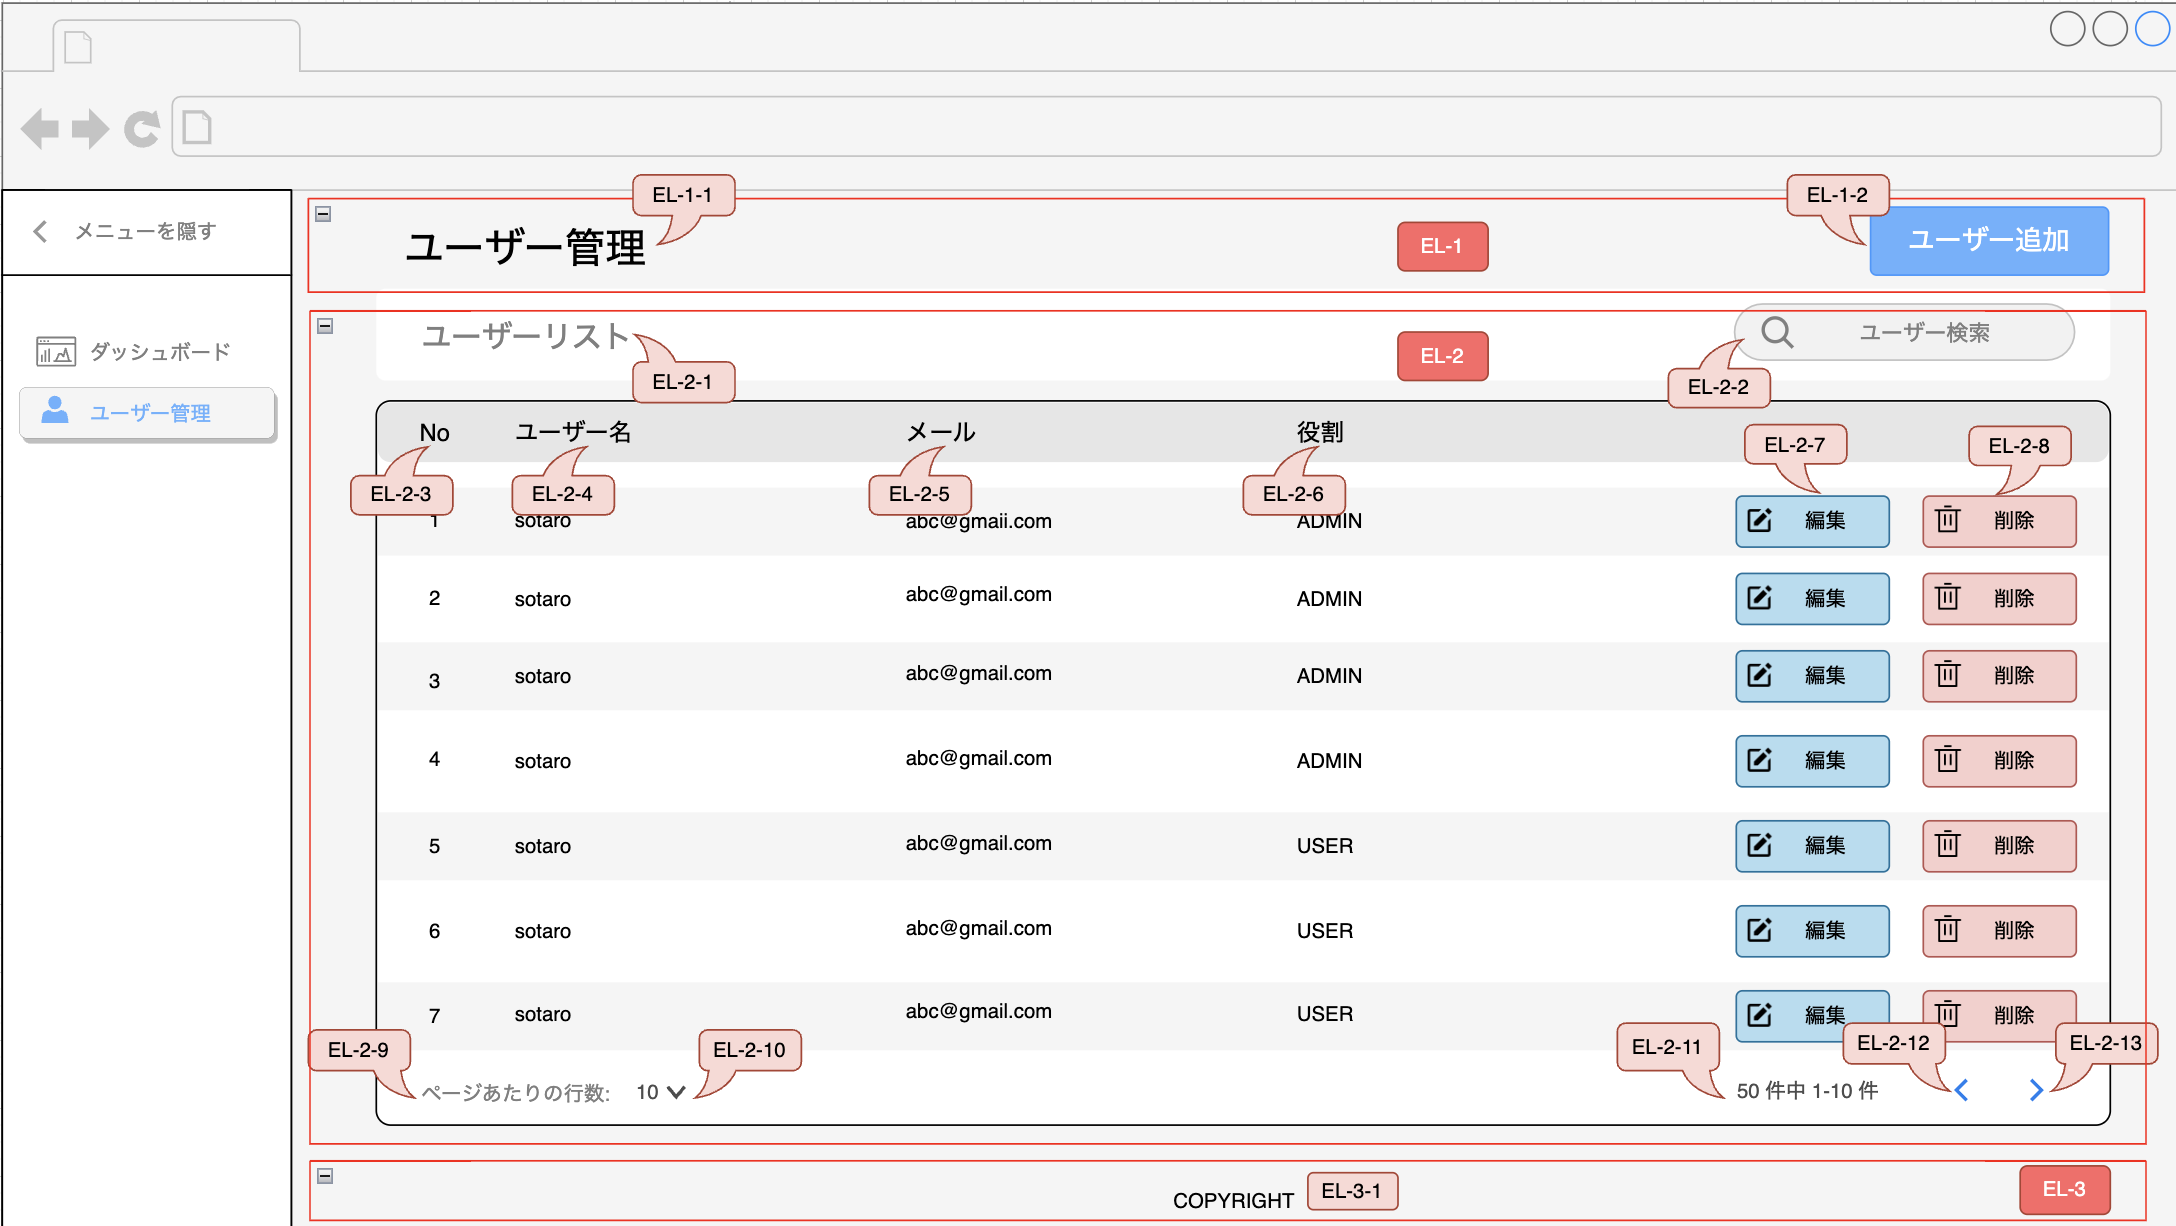 EL-1-1
EL-1-2
メニューを隠す
ユーザー管理
EL-1
ユーザー追加
ユーザーリスト
EL-2
ユーザー検索
ダッシュボード
EL-2-1
EL-2-2
ユーザー管理
No ユーザー名 メール 役割
EL-2-7 EL-2-8
EL-2-3 EL-2-4 EL-2-5 EL-2-6
1 sotaro abc@gmail.com ADMIN 編集 削除
2 sotaro abc@gmail.com ADMIN 編集 削除
3 sotaro abc@gmail.com ADMIN 編集 削除
4 sotaro abc@gmail.com ADMIN 編集 削除
5 sotaro abc@gmail.com USER 編集 削除
6 sotaro abc@gmail.com USER 編集 削除
7 sotaro abc@gmail.com USER 編集 削除
EL-2-9 EL-2-10 EL-2-11 EL-2-12 EL-2-13
ページあたりの行数: 10 50 件中 1-10 件
COPYRIGHT EL-3-1 EL-3